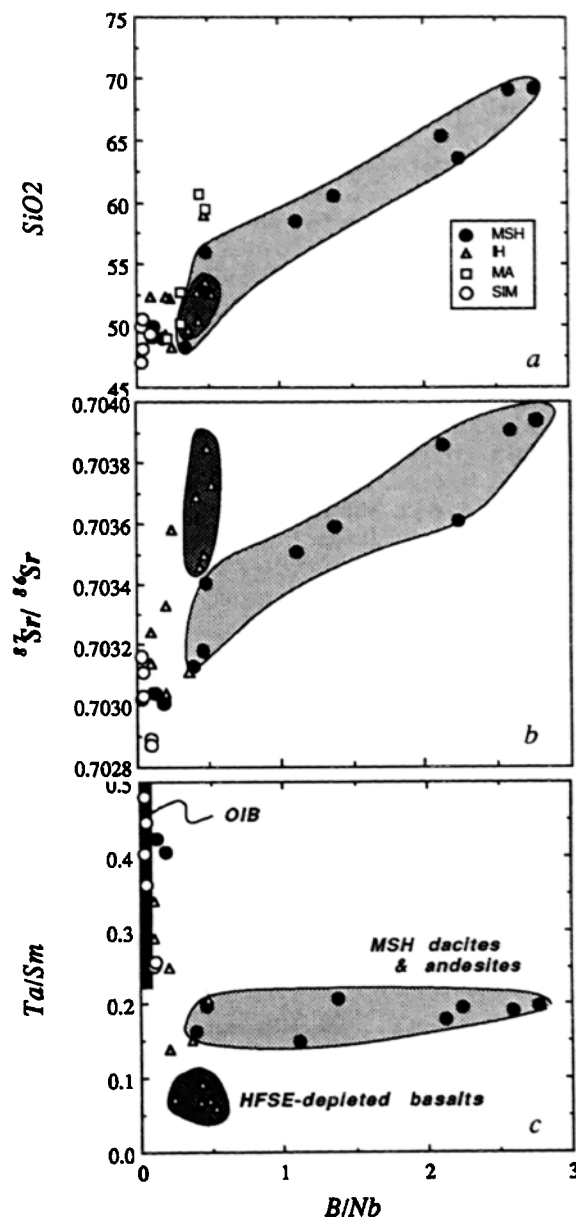 75
70
65
60
55
50
45
SiO2
MSH
IH
MA
SIM
a
0.7040
0.7038
0.7036
0.7034
0.7032
0.7030
0.7028
87Sr/ 86Sr
b
0.5
0.4
0.3
0.2
0.1
0.0
Ta/Sm
OIB
MSH dacites
& andesites
HFSE-depleted basalts
c
0
1
2
3
B/Nb